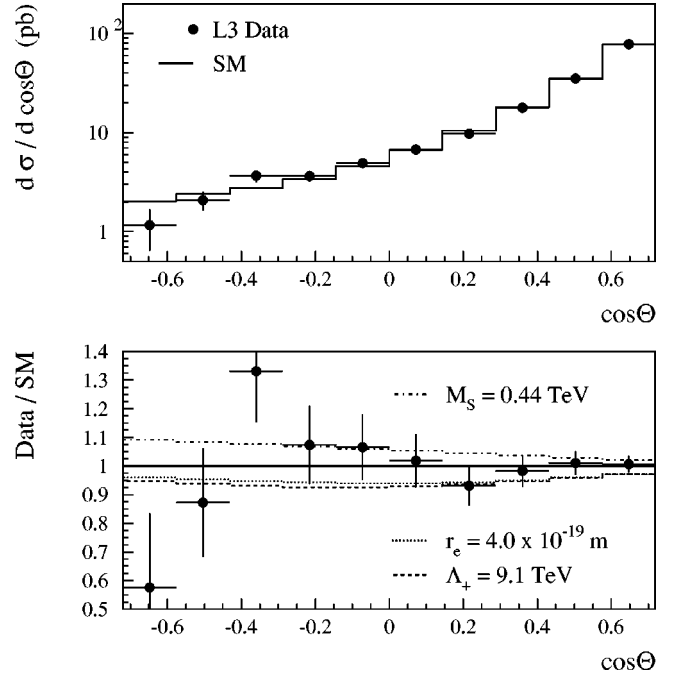 d σ / d cosΘ (pb)
10²
10
1
L3 Data
SM
-0.6 -0.4 -0.2 0 0.2 0.4 0.6
cosΘ
Data / SM
1.4
1.3
1.2
1.1
1
0.9
0.8
0.7
0.6
0.5
M_S = 0.44 TeV
r_e = 4.0 x 10⁻¹⁹ m
Λ₊ = 9.1 TeV
-0.6 -0.4 -0.2 0 0.2 0.4 0.6
cosΘ